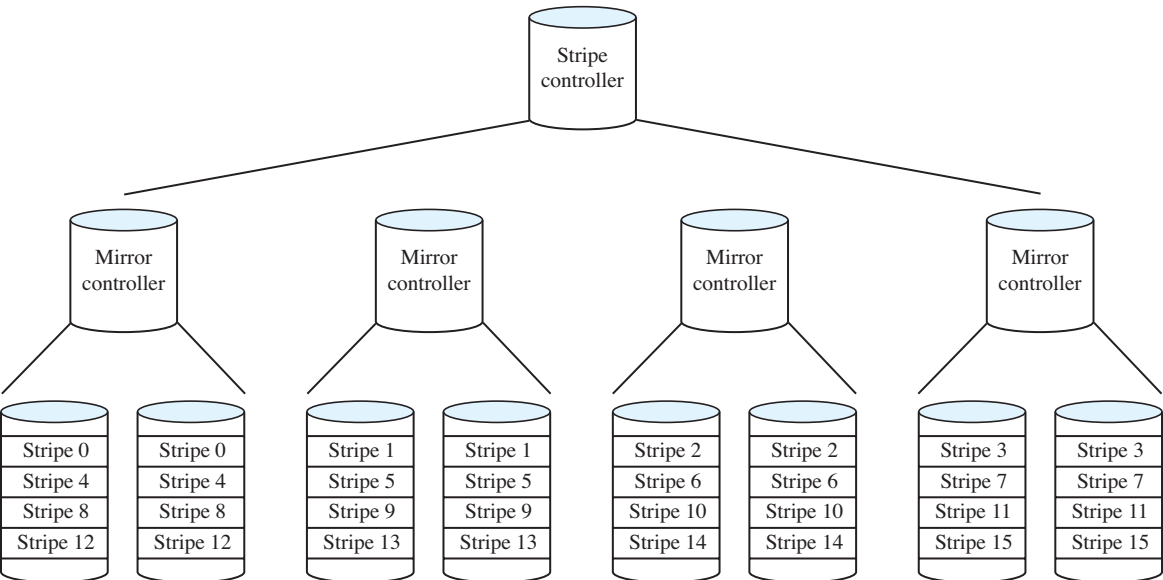 Stripe
controller
Mirror
controller
Mirror
controller
Mirror
controller
Mirror
controller
Stripe 0
Stripe 4
Stripe 8
Stripe 12
Stripe 0
Stripe 4
Stripe 8
Stripe 12
Stripe 1
Stripe 5
Stripe 9
Stripe 13
Stripe 1
Stripe 5
Stripe 9
Stripe 13
Stripe 2
Stripe 6
Stripe 10
Stripe 14
Stripe 2
Stripe 6
Stripe 10
Stripe 14
Stripe 3
Stripe 7
Stripe 11
Stripe 15
Stripe 3
Stripe 7
Stripe 11
Stripe 15